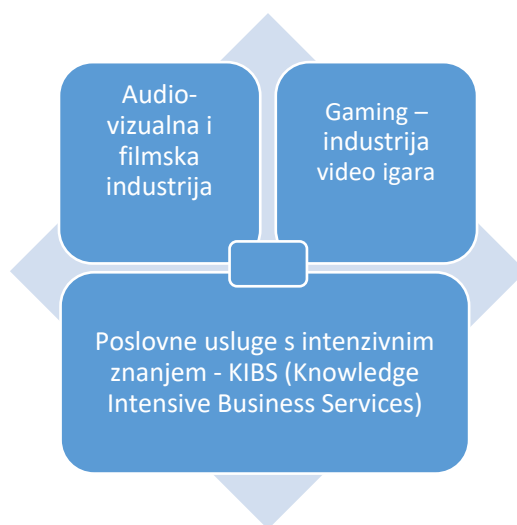 Audio-
vizualna i
filmska
industrija
Gaming –
industrija
video igara
Poslovne usluge s intenzivnim
znanjem - KIBS (Knowledge
Intensive Business Services)